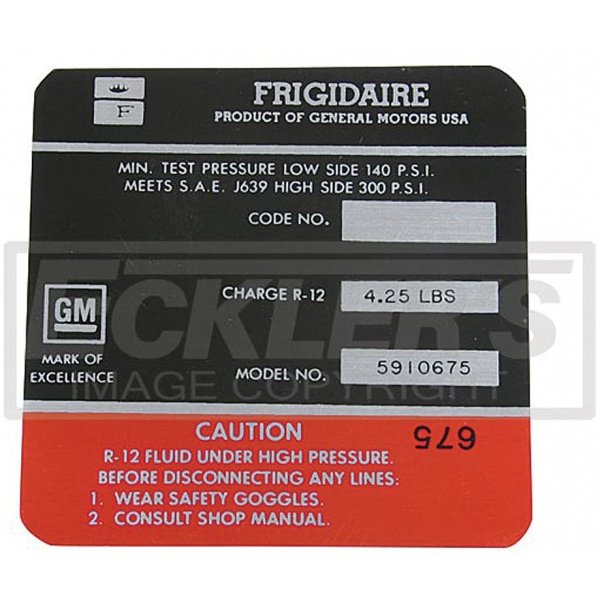 FRIGIDAIRE
F
PRODUCT OF GENERAL MOTORS USA
MIN. TEST PRESSURE LOW SIDE 140 P.S.I.
MEETS S.A.E. J639 HIGH SIDE 300 P.S.I.
CODE NO.
CHARGE R-12 4.25 LBS
GM
MARK OF
EXCELLENCE
MODEL NO. 5910675
ECKLER'S
IMAGE COPYRIGHT
CAUTION
675
R-12 FLUID UNDER HIGH PRESSURE.
BEFORE DISCONNECTING ANY LINES:
1. WEAR SAFETY GOGGLES.
2. CONSULT SHOP MANUAL.